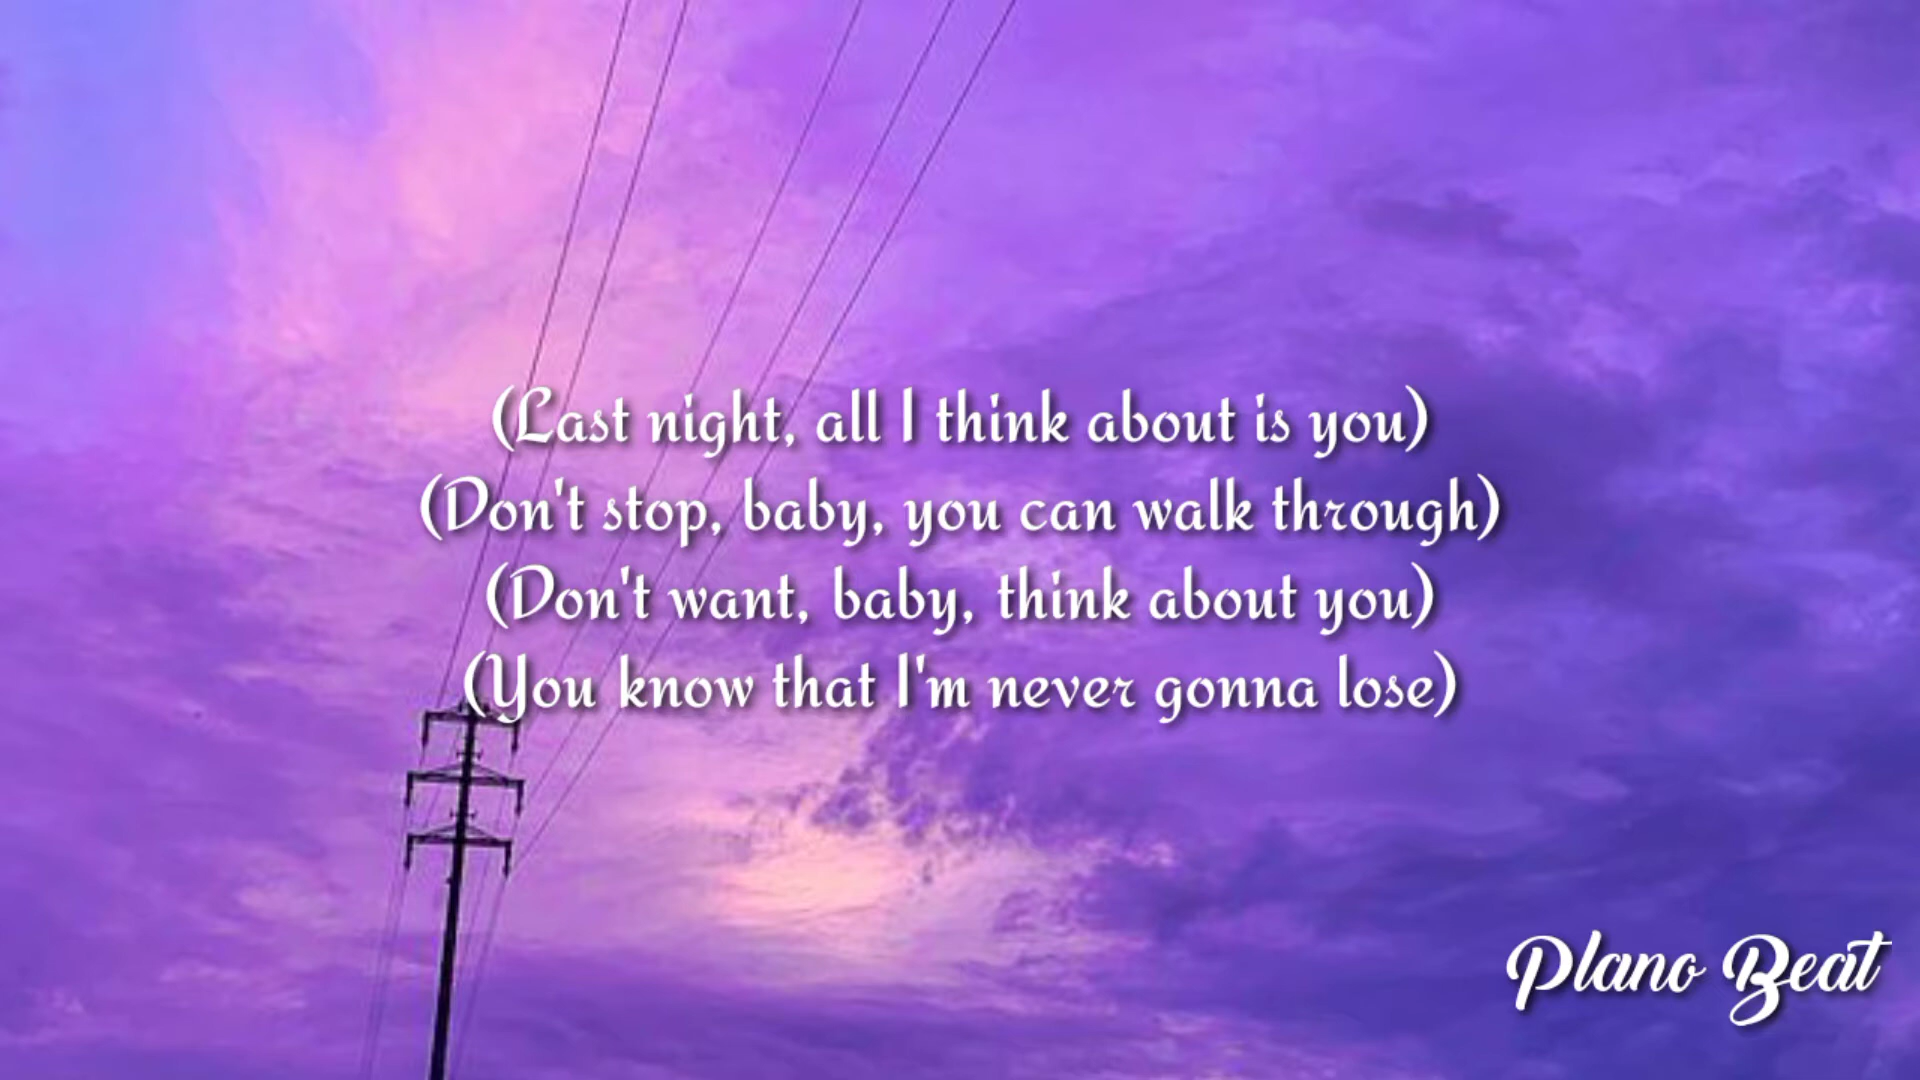 (Last night, all I think about is you)
(Don't stop, baby, you can walk through)
(Don't want, baby, think about you)
(You know that I'm never gonna lose)
Plano Beat